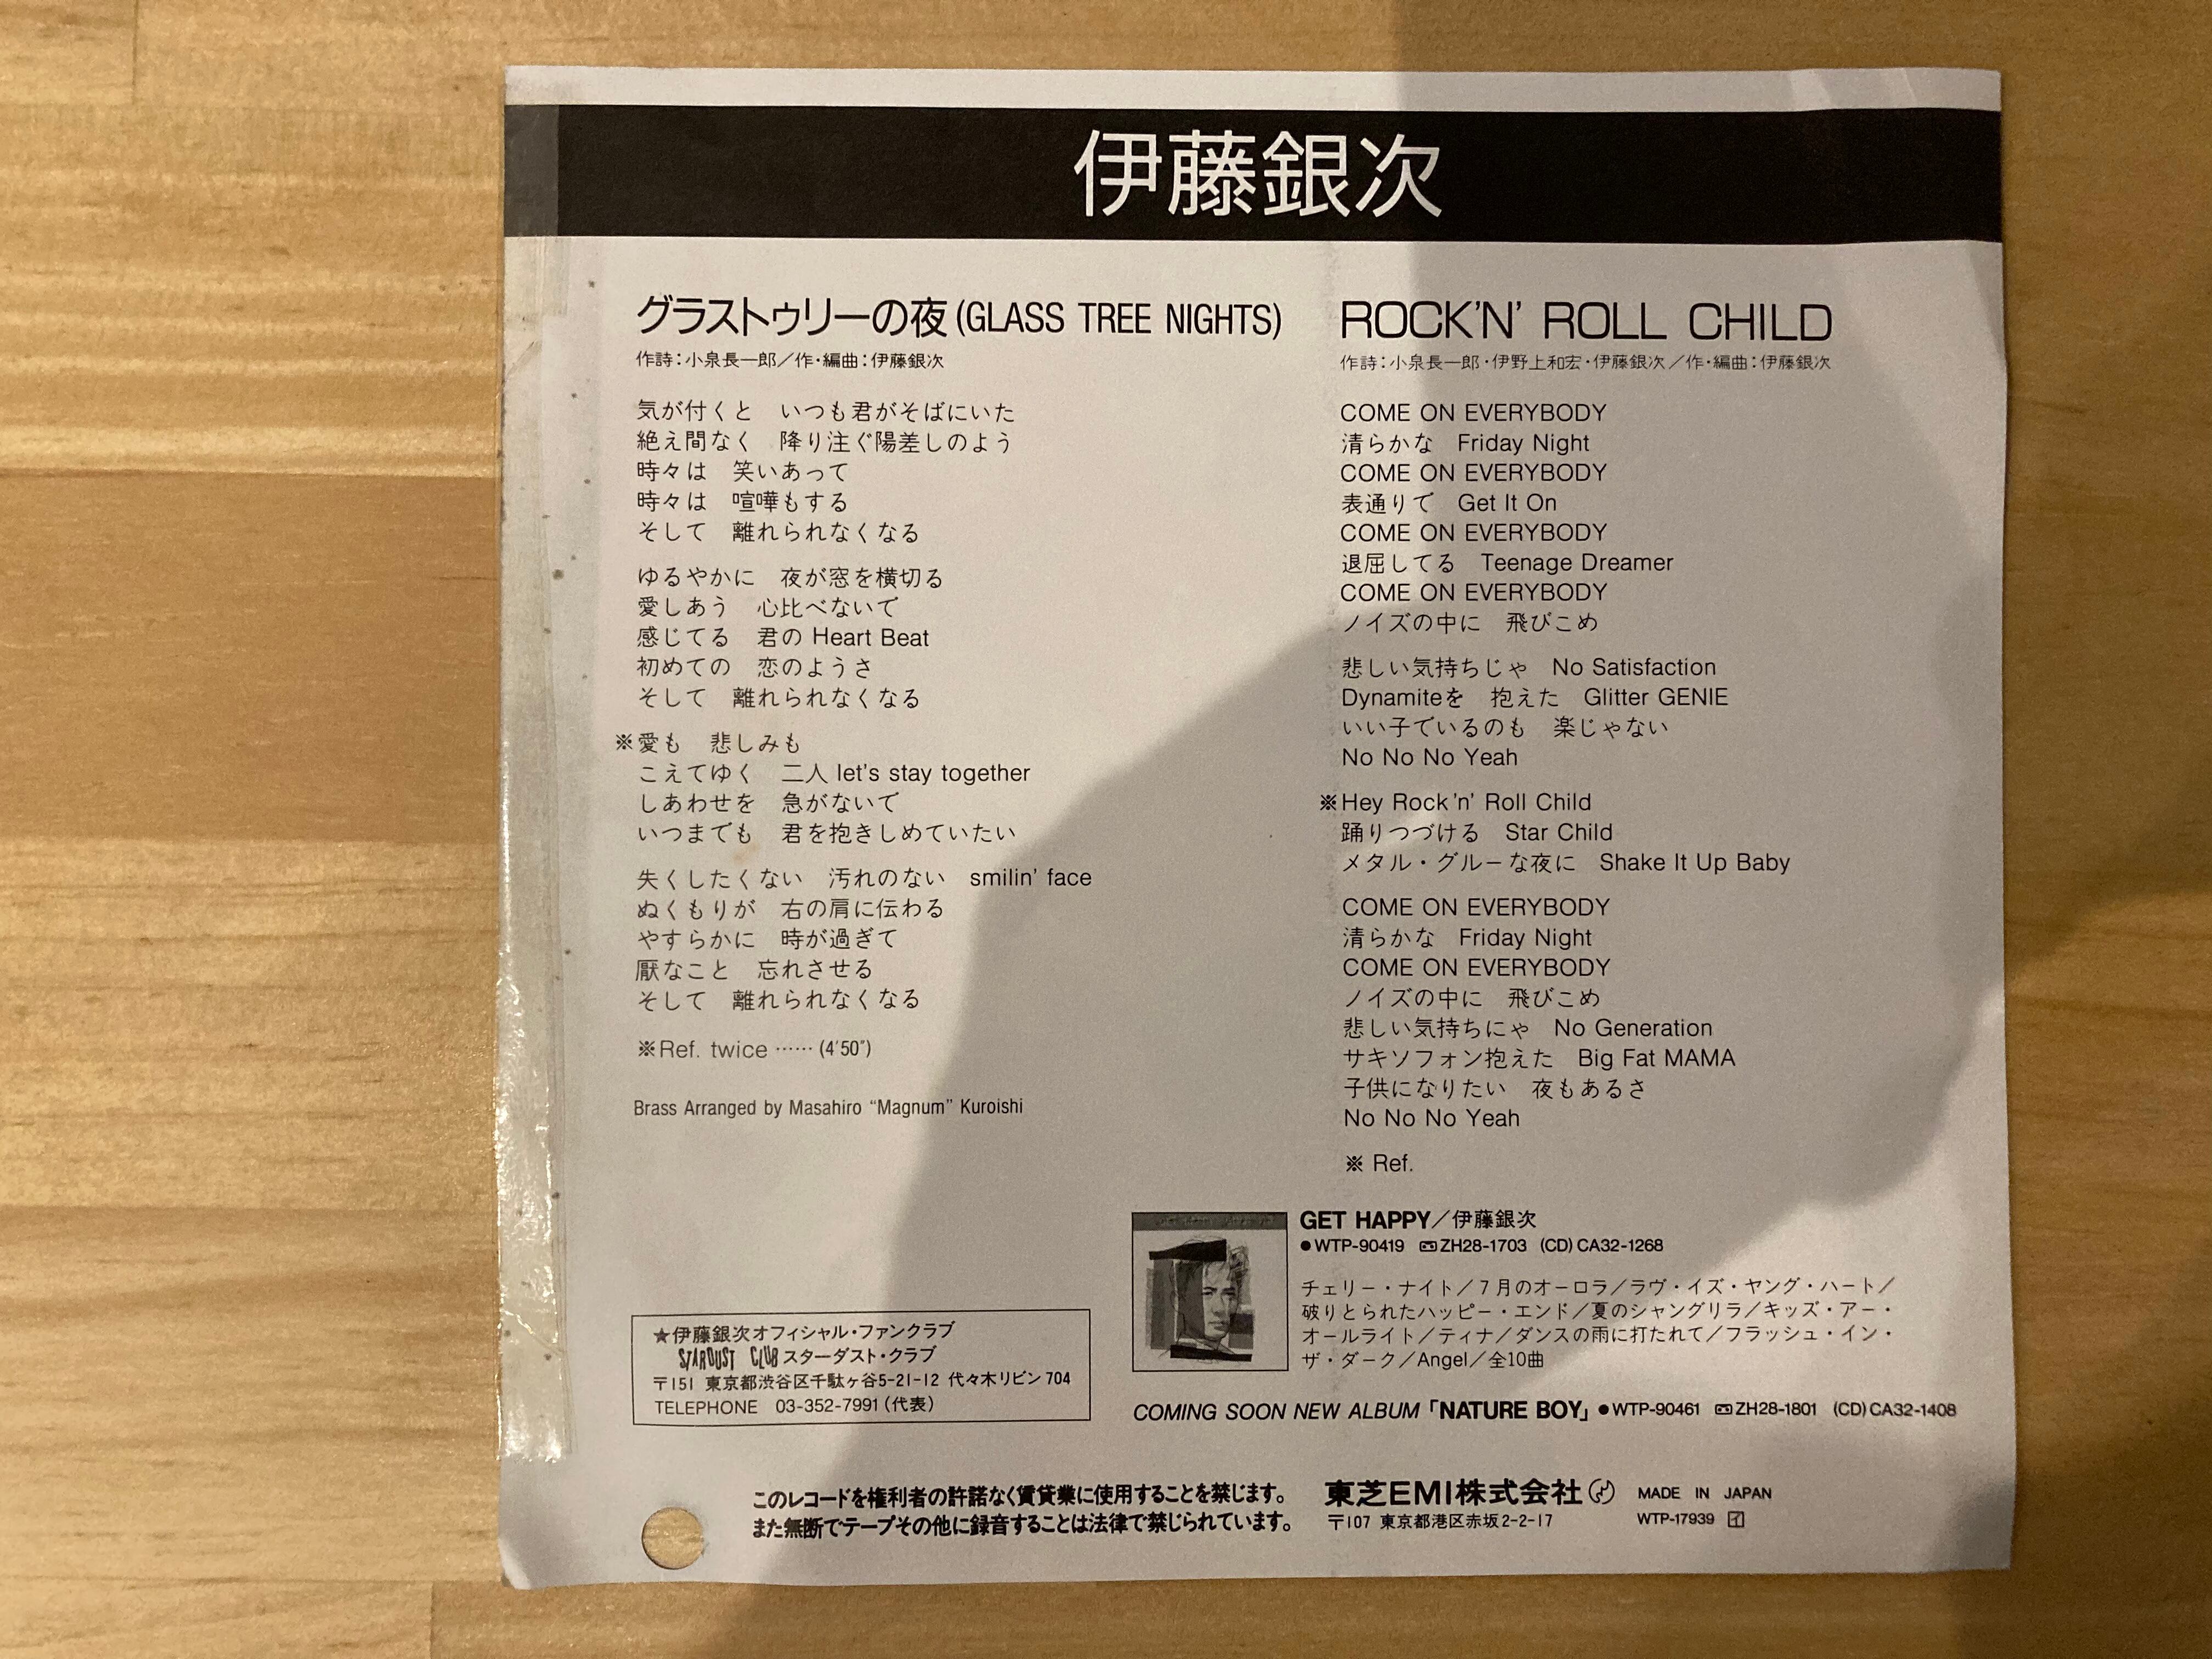 伊藤銀次
グラストゥリーの夜(GLASS TREE NIGHTS)
作詩:小泉長一郎/作・編曲:伊藤銀次
気が付くと いつも君がそばにいた
絶え間なく 降り注ぐ陽差しのよう
時々は 笑いあって
時々は 喧嘩もする
そして 離れられなくなる
ゆるやかに 夜が窓を横切る
愛しあう 心比べないで
感じてる 君の Heart Beat
初めての 恋のようさ
そして 離れられなくなる
※愛も 悲しみも
こえてゆく 二人 let's stay together
しあわせを 急がないで
いつまでも 君を抱きしめていたい
失くしたくない 汚れのない smilin' face
ぬくもりが 右の肩に伝わる
やすらかに 時が過ぎて
厭なこと 忘れさせる
そして 離れられなくなる
※Ref. twice ‥‥‥ (4'50")
Brass Arranged by Masahiro "Magnum" Kuroishi
ROCK'N' ROLL CHILD
作詩:小泉長一郎・伊野上和宏・伊藤銀次/作・編曲:伊藤銀次
COME ON EVERYBODY
清らかな Friday Night
COME ON EVERYBODY
表通りで Get It On
COME ON EVERYBODY
退屈してる Teenage Dreamer
COME ON EVERYBODY
ノイズの中に 飛びこめ
悲しい気持ちじゃ No Satisfaction
Dynamiteを 抱えた Glitter GENIE
いい子でいるのも 楽じゃない
No No No Yeah
※Hey Rock'n' Roll Child
踊りつづける Star Child
メタル・グルーな夜に Shake It Up Baby
COME ON EVERYBODY
清らかな Friday Night
COME ON EVERYBODY
ノイズの中に 飛びこめ
悲しい気持ちにゃ No Generation
サキソフォン抱えた Big Fat MAMA
子供になりたい 夜もあるさ
No No No Yeah
※ Ref.
GET HAPPY/伊藤銀次
●WTP-90419 ZH28-1703 (CD) CA32-1268
チェリー・ナイト/7月のオーロラ/ラヴ・イズ・ヤング・ハート/
破りとられたハッピー・エンド/夏のシャングリラ/キッズ・アー・
オールライト/ティナ/ダンスの雨に打たれて/フラッシュ・イン・
ザ・ダーク/Angel/全10曲
COMING SOON NEW ALBUM「NATURE BOY」●WTP-90461 ZH28-1801 (CD) CA32-1408
★伊藤銀次オフィシャル・ファンクラブ
STARDUST CLUB スターダスト・クラブ
〒151 東京都渋谷区千駄ヶ谷5-21-12 代々木リビン704
TELEPHONE 03-352-7991(代表)
このレコードを権利者の許諾なく賃貸業に使用することを禁じます。
また無断でテープその他に録音することは法律で禁じられています。
東芝EMI株式会社
〒107 東京都港区赤坂2-2-17
MADE IN JAPAN
WTP-17939 イ